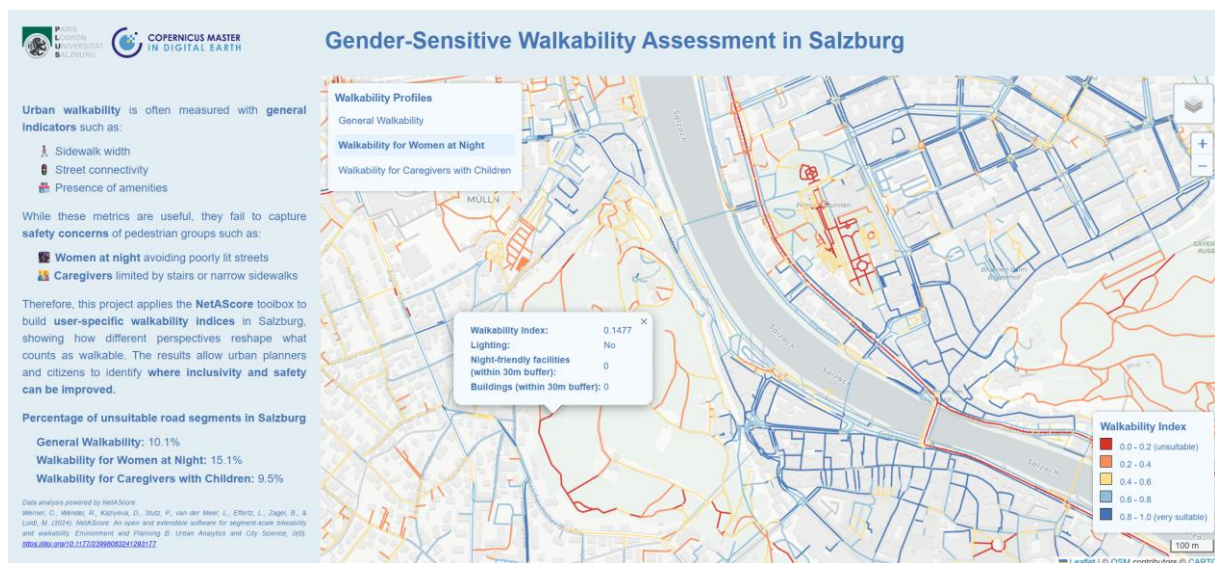 PARIS
LODRON
UNIVERSITÄT
SALZBURG
COPERNICUS MASTER
IN DIGITAL EARTH
Gender-Sensitive Walkability Assessment in Salzburg
Urban walkability is often measured with general
indicators such as:
Sidewalk width
Street connectivity
Presence of amenities
While these metrics are useful, they fail to capture
safety concerns of pedestrian groups such as:
Women at night avoiding poorly lit streets
Caregivers limited by stairs or narrow sidewalks
Therefore, this project applies the NetAScore toolbox to
build user-specific walkability indices in Salzburg,
showing how different perspectives reshape what
counts as walkable. The results allow urban planners
and citizens to identify where inclusivity and safety
can be improved.
Percentage of unsuitable road segments in Salzburg
General Walkability: 10.1%
Walkability for Women at Night: 15.1%
Walkability for Caregivers with Children: 9.5%
Data analysis powered by NetAScore
Werner, C., Wendel, R., Kaziyeva, D., Stutz, P., van der Meer, L., Effertz, L., Zagel, B., &
Loidl, M. (2024). NetAScore: An open and extendible software for segment-scale bikeability
and walkability. Environment and Planning B: Urban Analytics and City Science, 0(0).
https://doi.org/10.1177/23998083241293177
Walkability Profiles
General Walkability
Walkability for Women at Night
Walkability for Caregivers with Children
MÜLLN
Salzach
Salzach
Salzach
+
−
Walkability Index: 0.1477
Lighting: No
Night-friendly facilities
(within 30m buffer): 0
Buildings (within 30m buffer): 0
×
Walkability Index
0.0 - 0.2 (unsuitable)
0.2 - 0.4
0.4 - 0.6
0.6 - 0.8
0.8 - 1.0 (very suitable)
100 m
Leaflet | © OSM contributors © CARTO